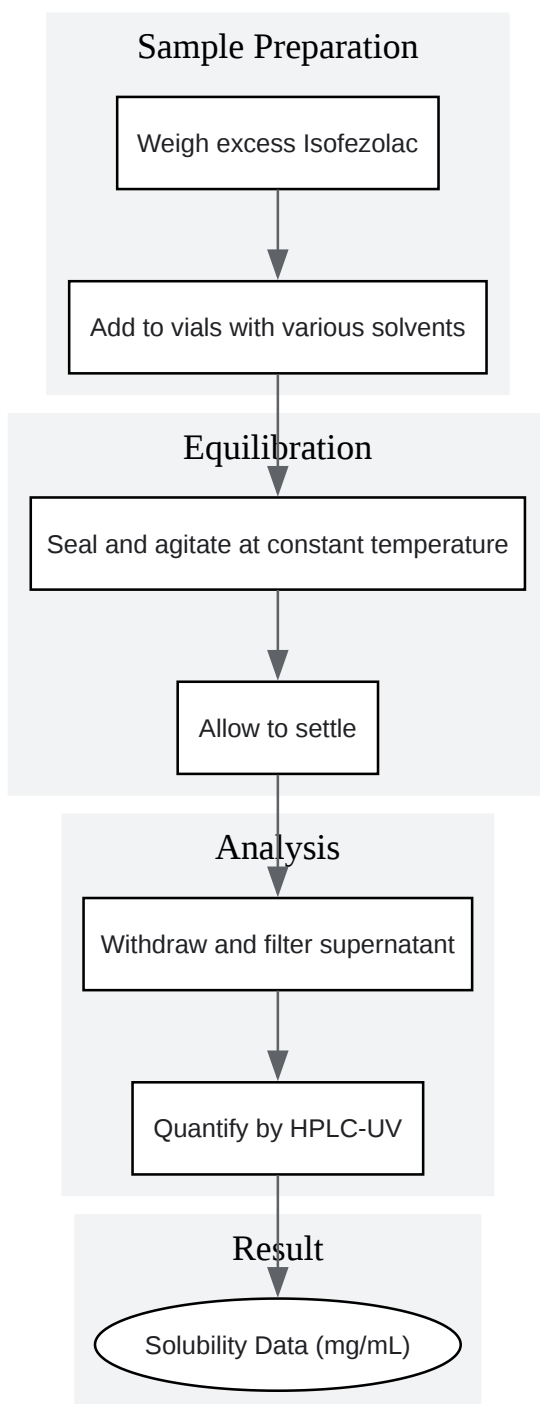 Sample Preparation
Weigh excess Isofezolac
Add to vials with various solvents
Equilibration
Seal and agitate at constant temperature
Allow to settle
Analysis
Withdraw and filter supernatant
Quantify by HPLC-UV
Result
Solubility Data (mg/mL)